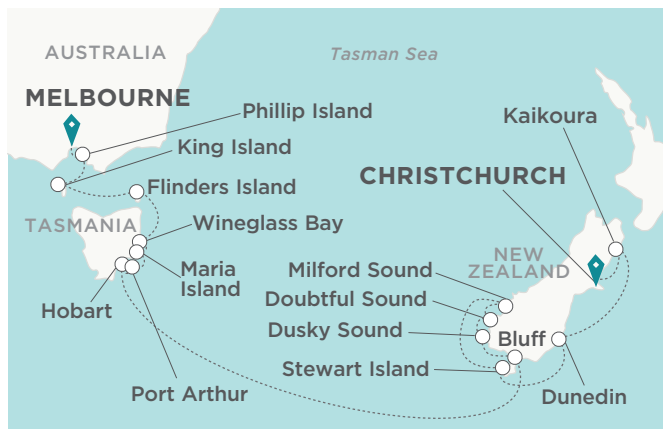 AUSTRALIA
Tasman Sea
MELBOURNE
Phillip Island
Kaikoura
King Island
CHRISTCHURCH
Flinders Island
TASMANIA
Wineglass Bay
NEW
ZEALAND
Maria
Island
Milford Sound
Doubtful Sound
Hobart
Dusky Sound
Bluff
Stewart Island
Port Arthur
Dunedin